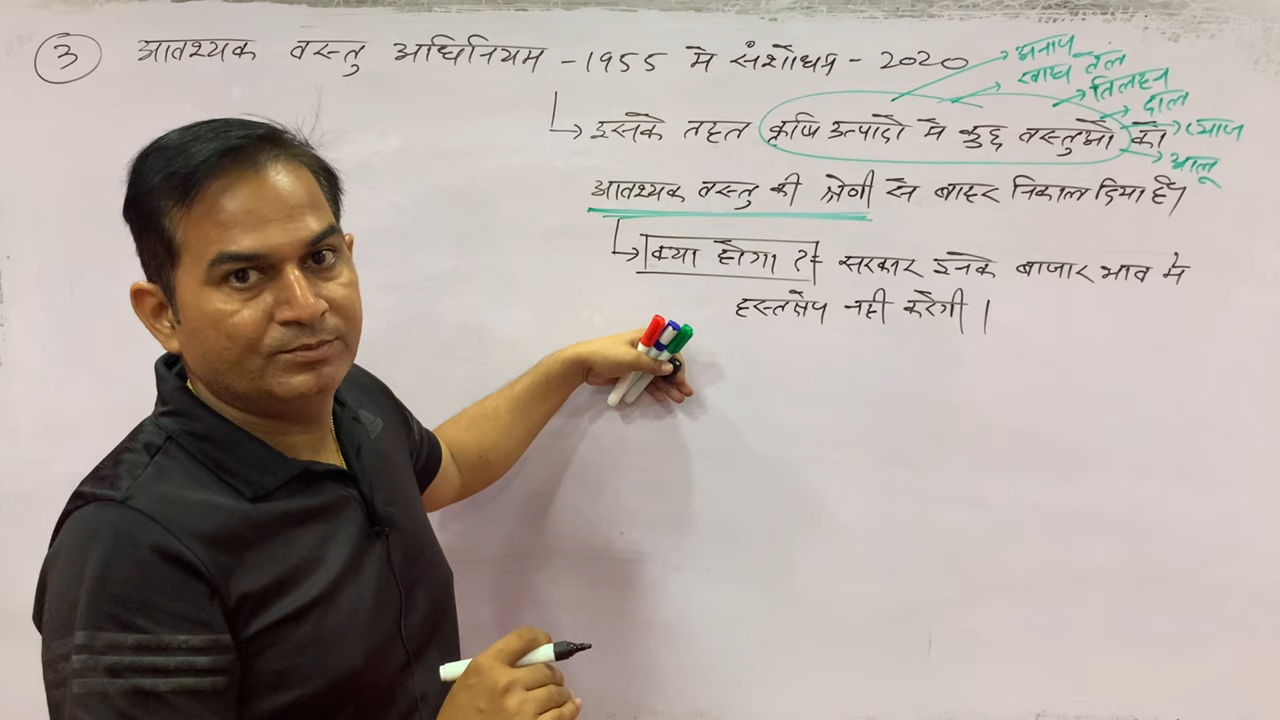 ③ आवश्यक वस्तु अधिनियम - 1955 मे संशोधन - 2020
→ अनाज
→ खाद्य तेल
→ तिलहन
→ दाल
→ प्याज
→ आलू
↳ इसके तहत कृषि उत्पादो मे कुछ वस्तुओं को
आवश्यक वस्तु की श्रेणी से बाहर निकाल दिया है।
↳ क्या होगा ?:- सरकार इनके बाजार भाव मे
हस्तक्षेप नही करेगी।